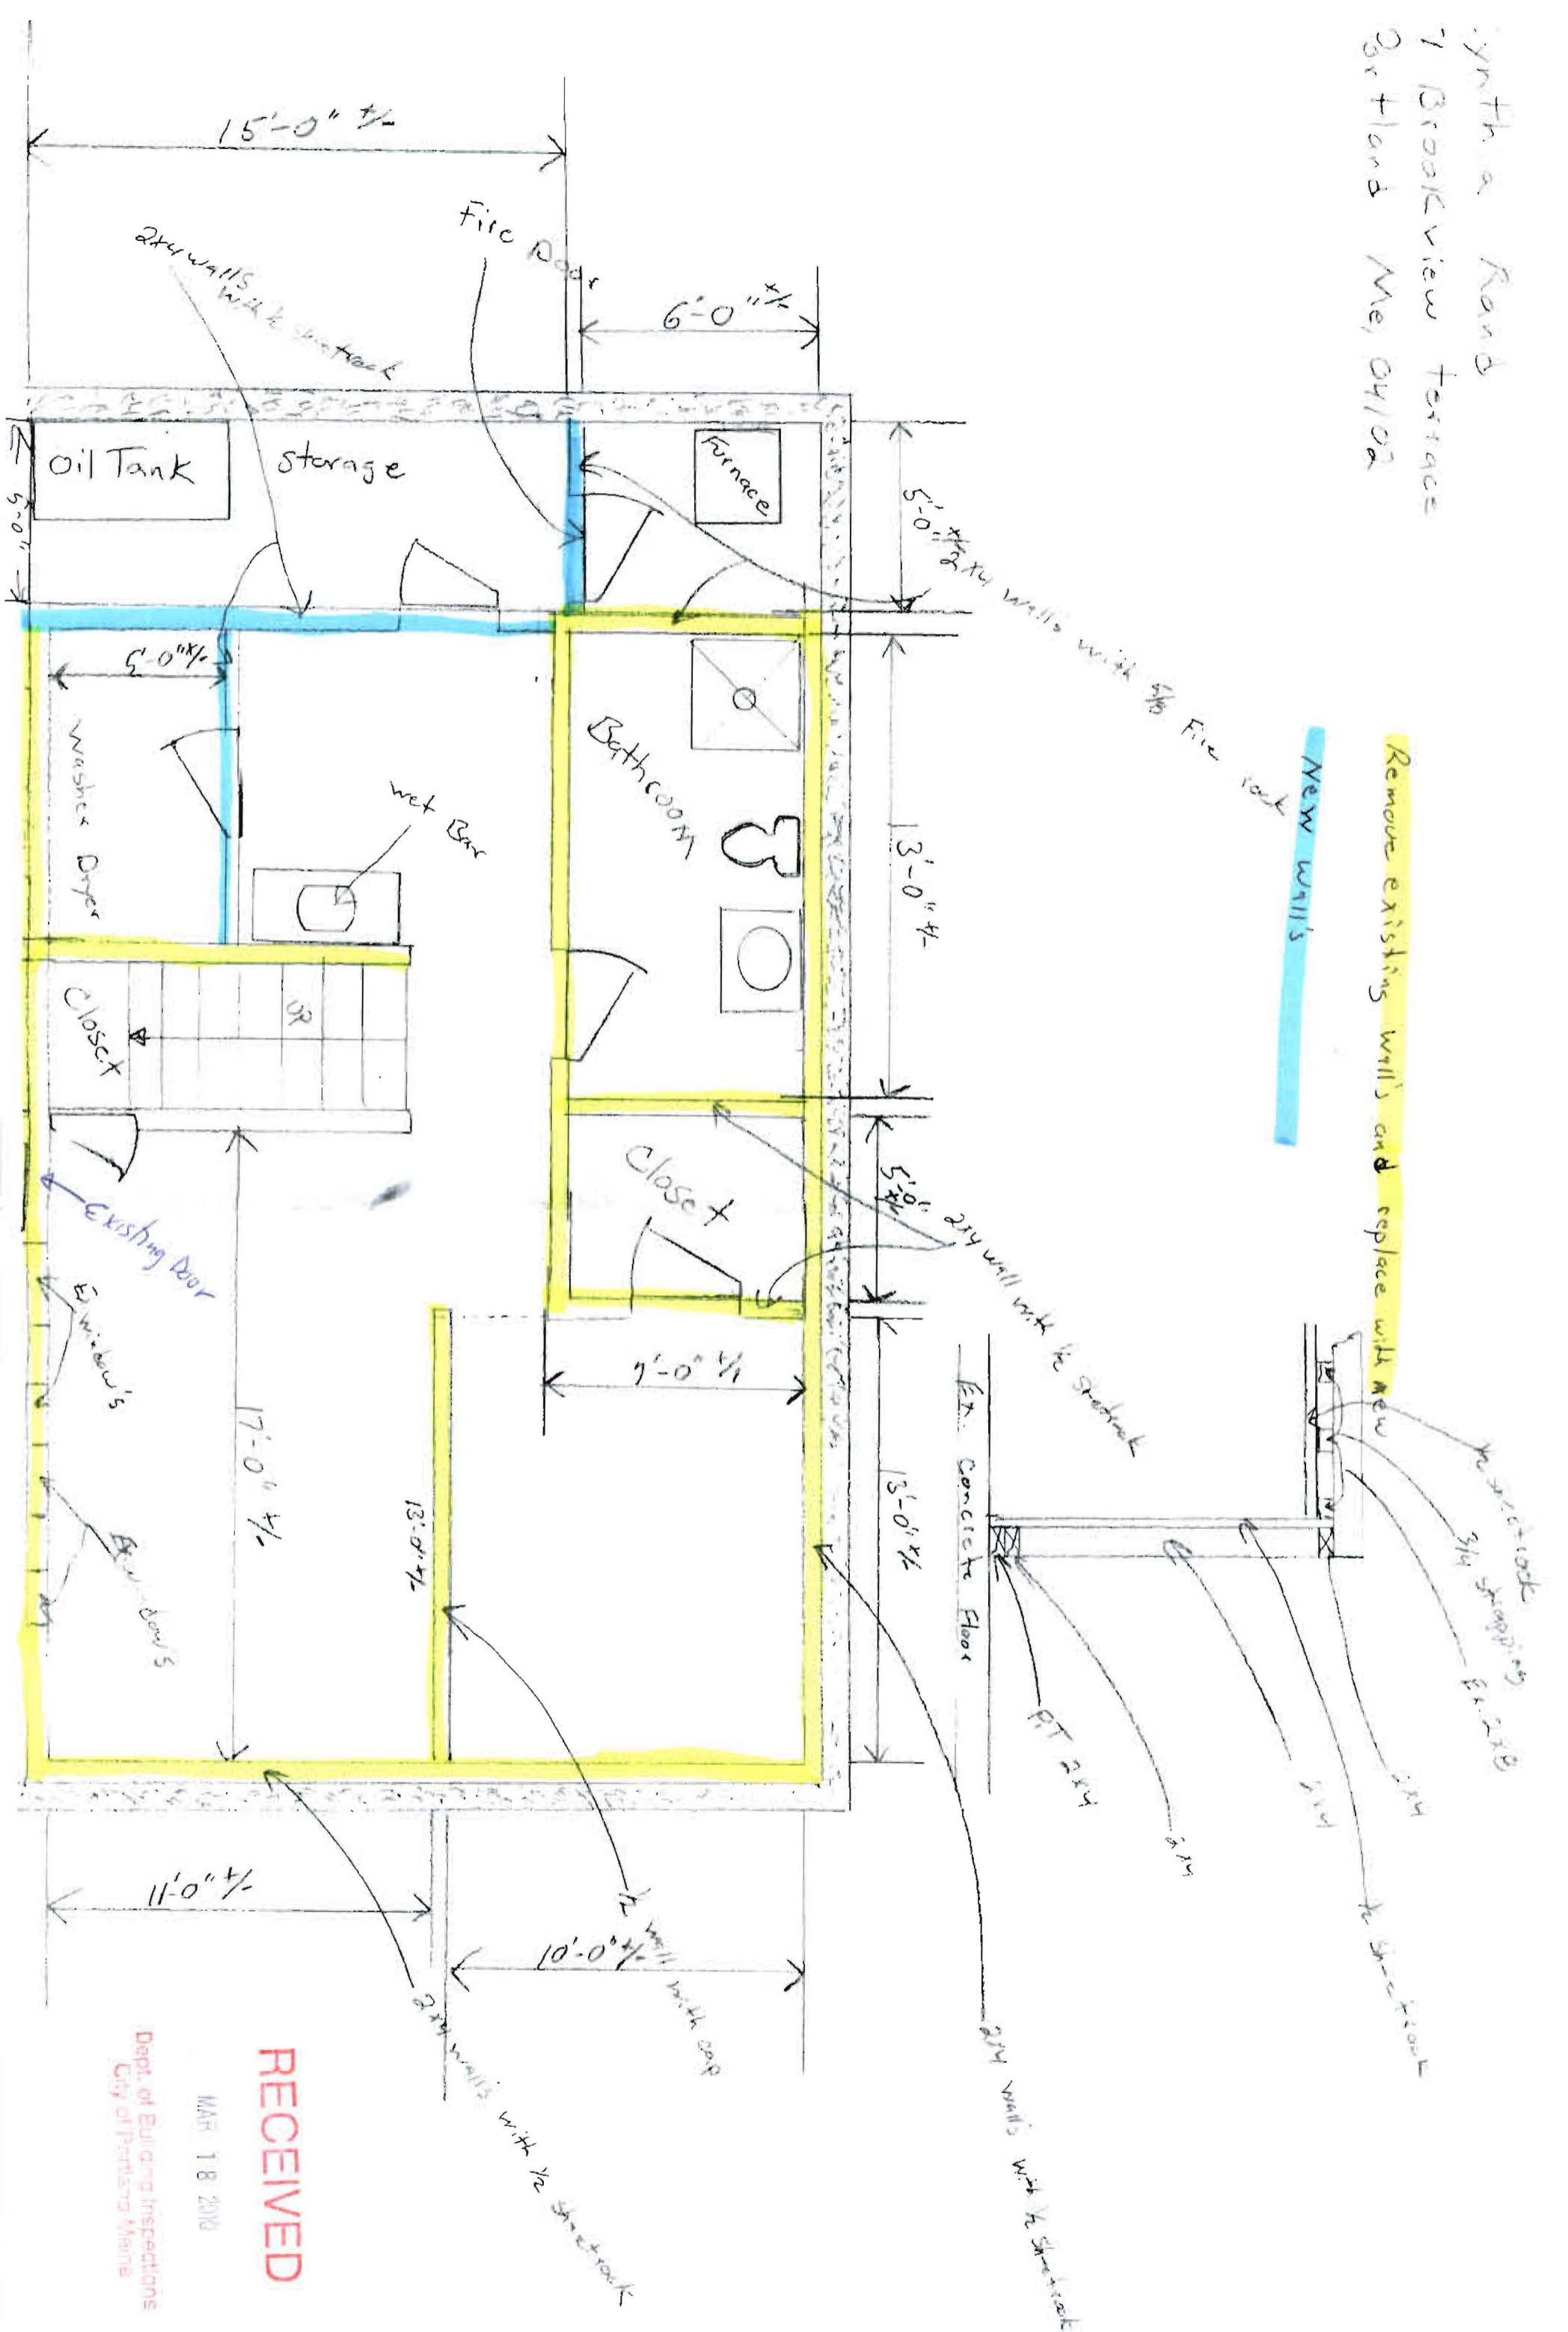 Rand
Brookview Terrace
Me, 04102
Remove existing wall's and replace with new
New wall's
15'-0" +/-
6'-0" +/-
Fire Door
2x4 walls
with 1/2 sheetrock
Oil Tank
Storage
Furnace
5'-0" +/-
2x4 walls with 5/8 Fire rock
5'-0"
5'-0" +/-
Washer Dryer
Wet Bar
Bathroom
13'-0" +/-
Closet
UP
Existing Door
Ex windows
17'-0" +/-
Closet
5'-0" +/-
2x4 wall with 1/2 Sheetrock
7'-0" +/-
13'-0" +/-
13'-0" +/-
11'-0" +/-
10'-0" +/-
1/2 wall with cap
2x4 walls with 1/2 Sheetrock
2x4 walls with 1/2 Sheetrock
Ex. Concrete Floor
1/2 sheetrock
3/4 strapping
Ex. 2x8
2x4
1/2 Sheetrock
2x4
2x4
P.T 2x4
RECEIVED
MAR 18 2010
Dept. of Building Inspections
City of Portland Maine